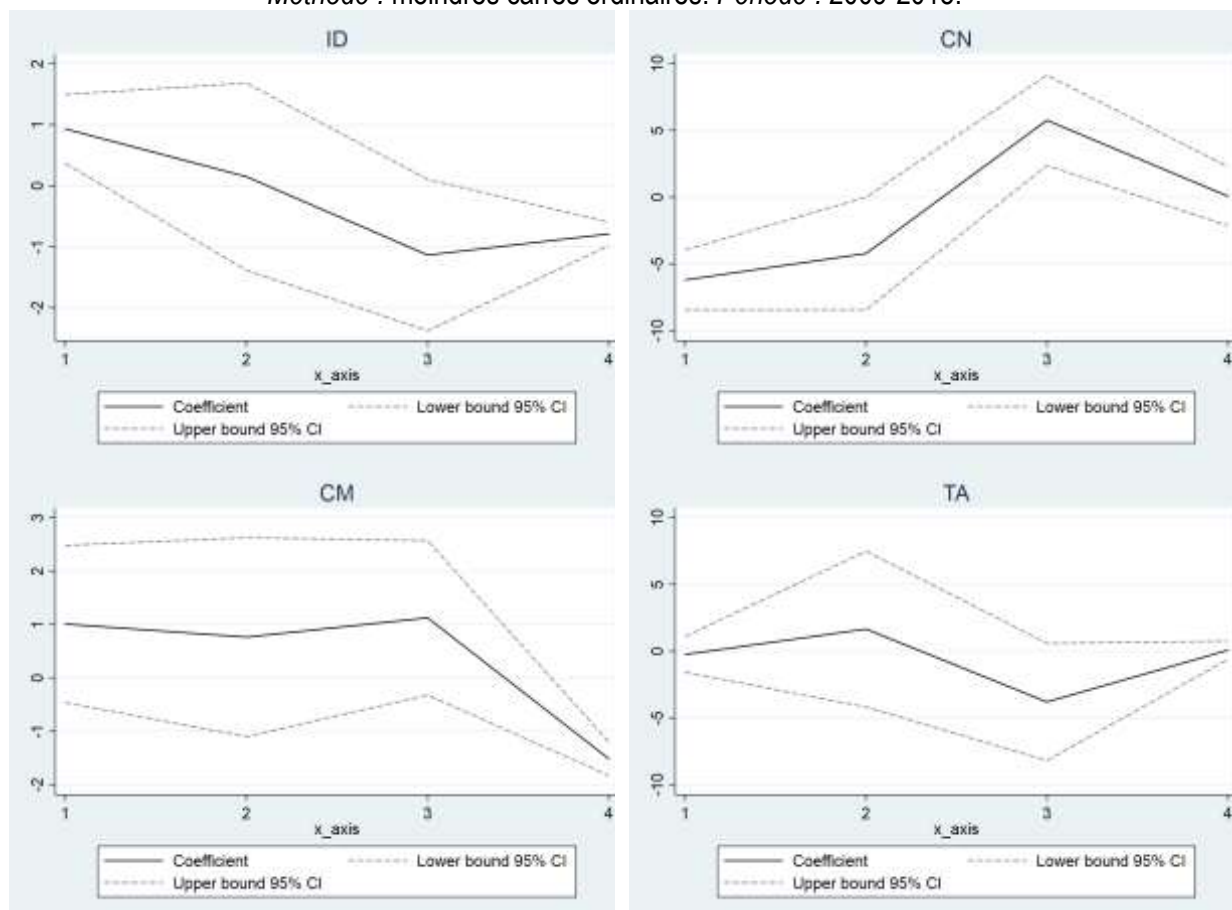 Méthode : moindres carrés ordinaires. Période : 2009-2018.
ID
2
1
0
-1
-2
1 2 3 4
x_axis
Coefficient Lower bound 95% CI
Upper bound 95% CI
CN
10
5
0
-5
-10
1 2 3 4
x_axis
Coefficient Lower bound 95% CI
Upper bound 95% CI
CM
3
2
1
0
-1
-2
1 2 3 4
x_axis
Coefficient Lower bound 95% CI
Upper bound 95% CI
TA
10
5
0
-5
-10
1 2 3 4
x_axis
Coefficient Lower bound 95% CI
Upper bound 95% CI